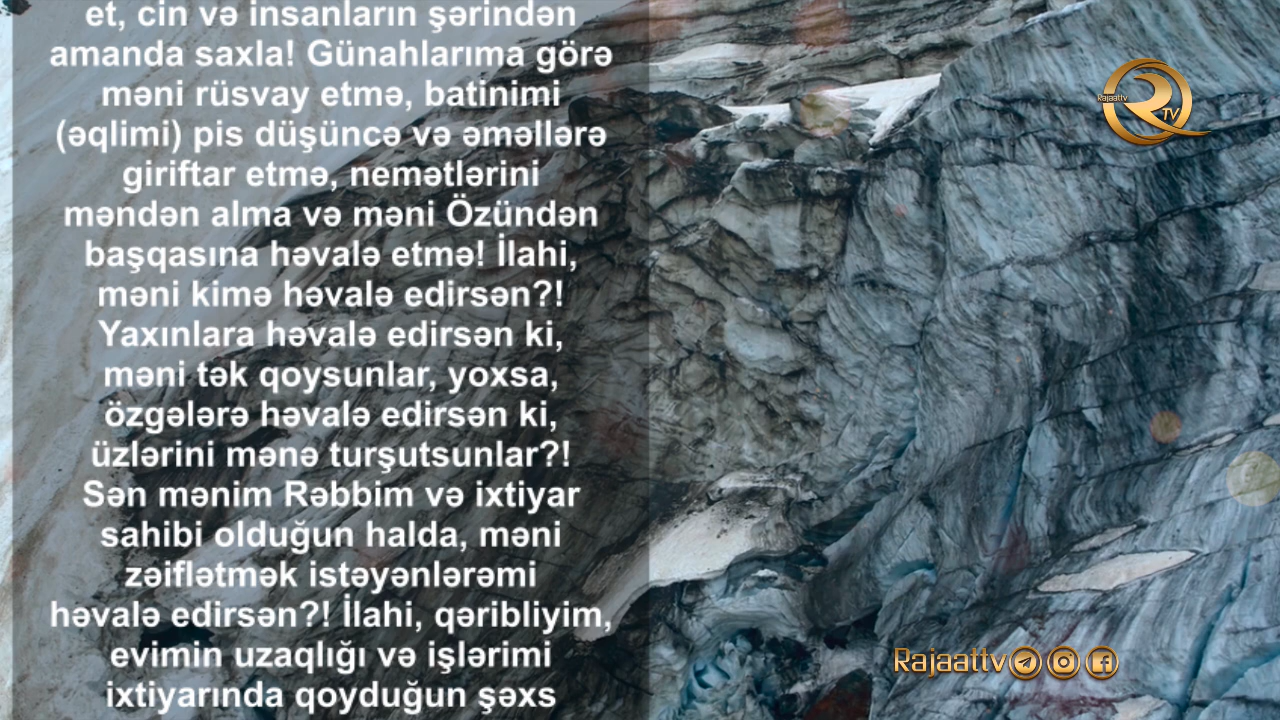 et, cin və insanların şərindən
amanda saxla! Günahlarıma görə
məni rüsvay etmə, batinimi
(əqlimi) pis düşüncə və əməllərə
giriftar etmə, nemətlərini
məndən alma və məni Özündən
başqasına həvalə etmə! İlahi,
məni kimə həvalə edirsən?!
Yaxınlara həvalə edirsən ki,
məni tək qoysunlar, yoxsa,
özgələrə həvalə edirsən ki,
üzlərini mənə turşutsunlar?!
Sən mənim Rəbbim və ixtiyar
sahibi olduğun halda, məni
zəiflətmək istəyənlərəmi
həvalə edirsən?! İlahi, qəribliyim,
evimin uzaqlığı və işlərimi
ixtiyarında qoyduğun şəxs
Rajaattv
TV
Rajaattv